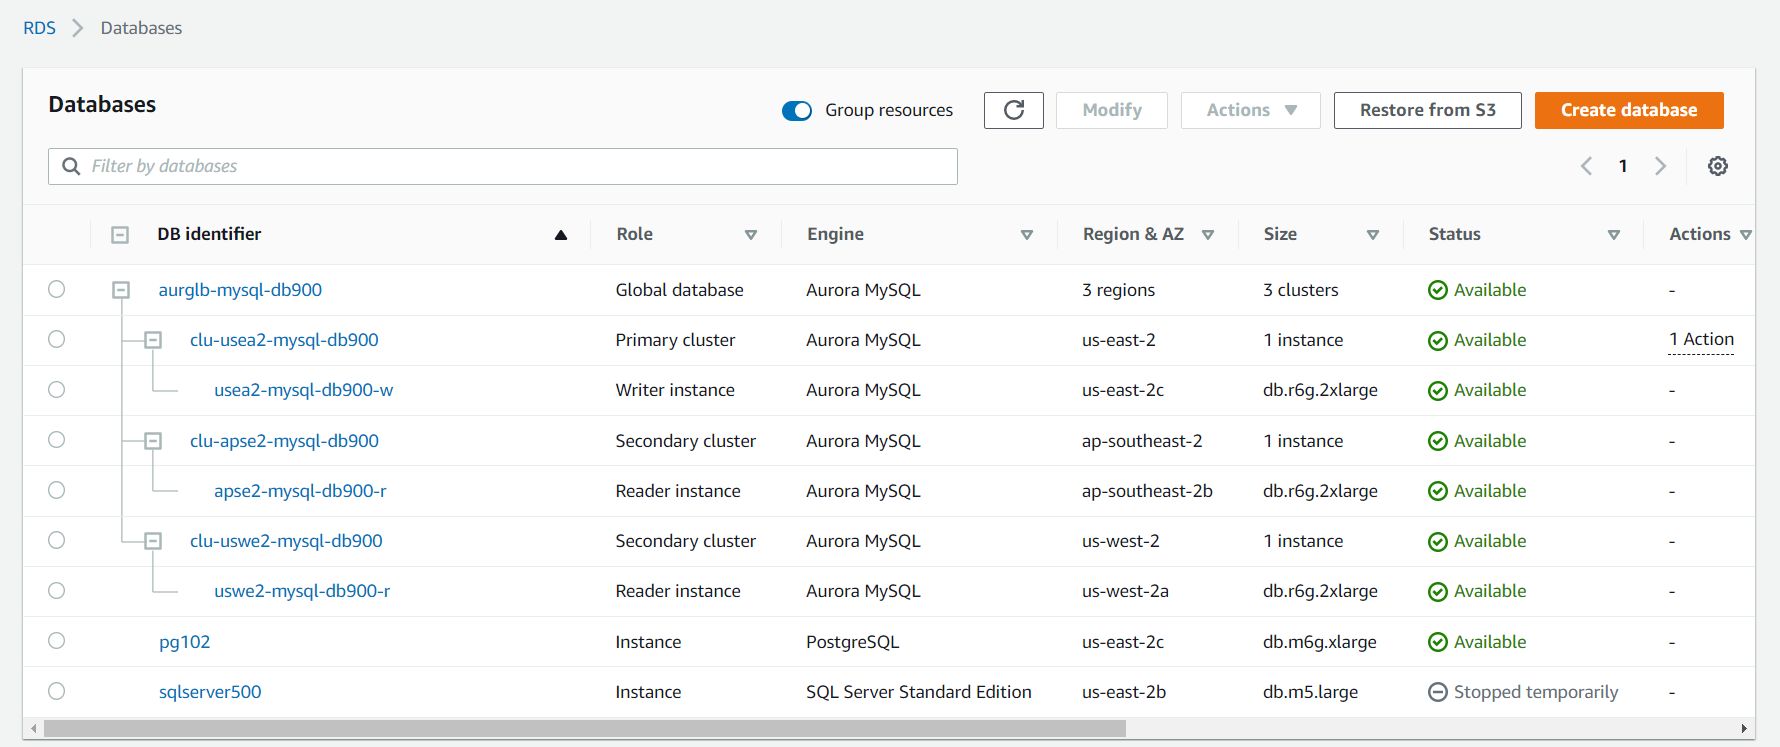 RDS > Databases
Databases
Group resources
Modify
Actions
Restore from S3
Create database
Filter by databases
1
DB identifier Role Engine Region & AZ Size Status Actions
aurglb-mysql-db900 Global database Aurora MySQL 3 regions 3 clusters Available -
clu-usea2-mysql-db900 Primary cluster Aurora MySQL us-east-2 1 instance Available 1 Action
usea2-mysql-db900-w Writer instance Aurora MySQL us-east-2c db.r6g.2xlarge Available -
clu-apse2-mysql-db900 Secondary cluster Aurora MySQL ap-southeast-2 1 instance Available -
apse2-mysql-db900-r Reader instance Aurora MySQL ap-southeast-2b db.r6g.2xlarge Available -
clu-uswe2-mysql-db900 Secondary cluster Aurora MySQL us-west-2 1 instance Available -
uswe2-mysql-db900-r Reader instance Aurora MySQL us-west-2a db.r6g.2xlarge Available -
pg102 Instance PostgreSQL us-east-2c db.m6g.xlarge Available -
sqlserver500 Instance SQL Server Standard Edition us-east-2b db.m5.large Stopped temporarily -